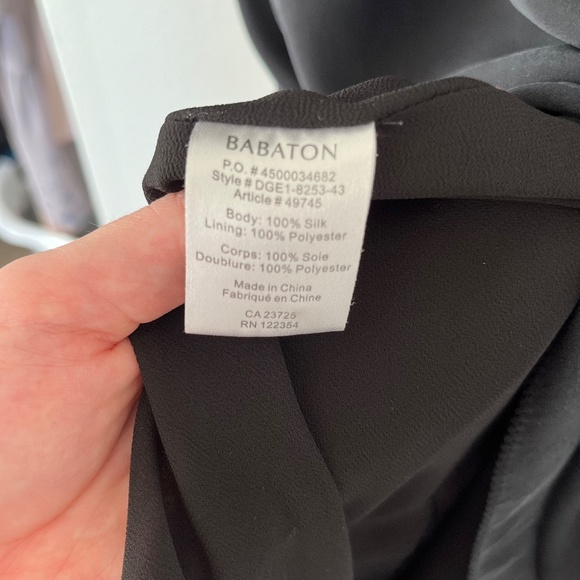 BABATON
P.O. # 4500034682
Style # DGE1-8253-43
Article # 49745
Body: 100% Silk
Lining: 100% Polyester
Corps: 100% Soie
Doublure: 100% Polyester
Made in China
Fabriqué en Chine
CA 23725
RN 122354